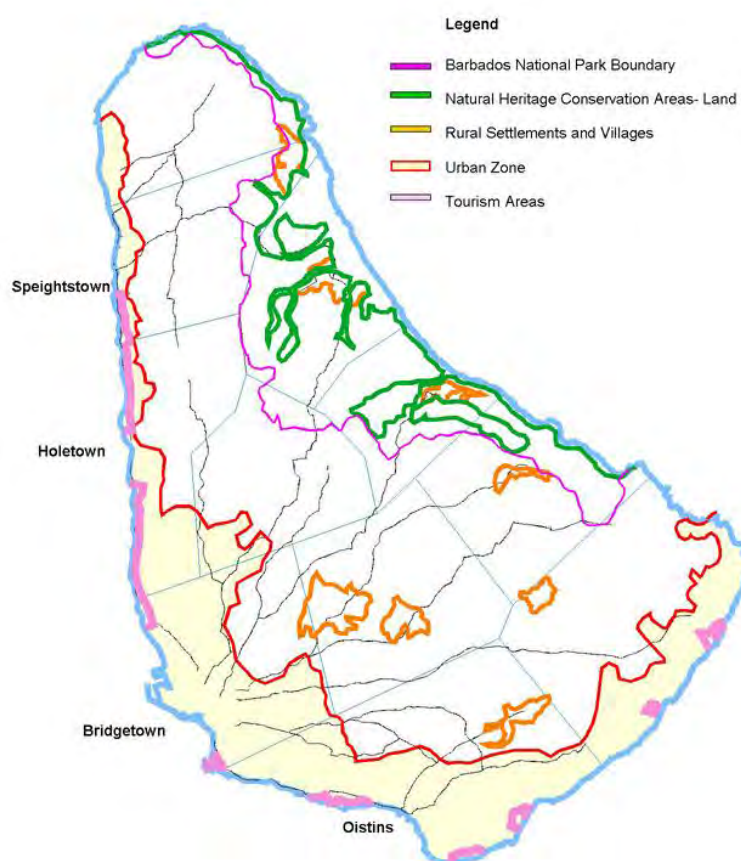 Legend
Barbados National Park Boundary
Natural Heritage Conservation Areas- Land
Rural Settlements and Villages
Urban Zone
Tourism Areas
Speightstown
Holetown
Bridgetown
Oistins